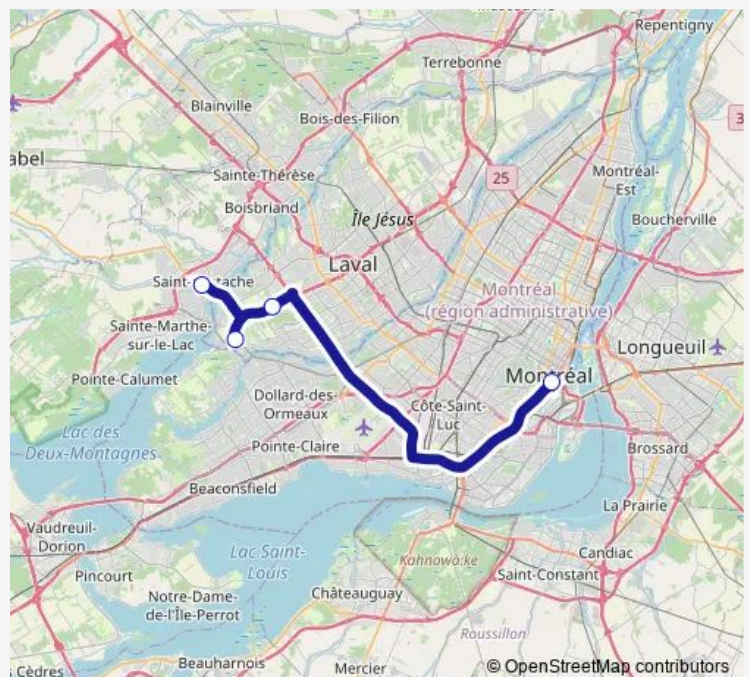 Repentigny
Terrebonne
Blainville
Bois-des-Filion
3
abel
Sainte-Thérèse
25
Montréal-
Est
Boisbriand
Île Jésus
Boucherville
Laval
Montréal
(région administrative)
Sainte-Marthe-
sur-le-Lac
Longueuil
Pointe-Calumet
Montréal
Dollard-des-
Ormeaux
Côte-Saint-
Luc
Lac des
Deux-Montagnes
Pointe-Claire
Brossard
Beaconsfield
La Prairie
Vaudreuil-
Dorion
Lac Saint-
Louis
Kahnawà:ke
Candiac
Pincourt
Saint-Constant
Notre-Dame-
de-l'Île-Perrot
Châteauguay
Roussillon
s Cèdres
Beauharnois
Mercier
© OpenStreetMap contributors